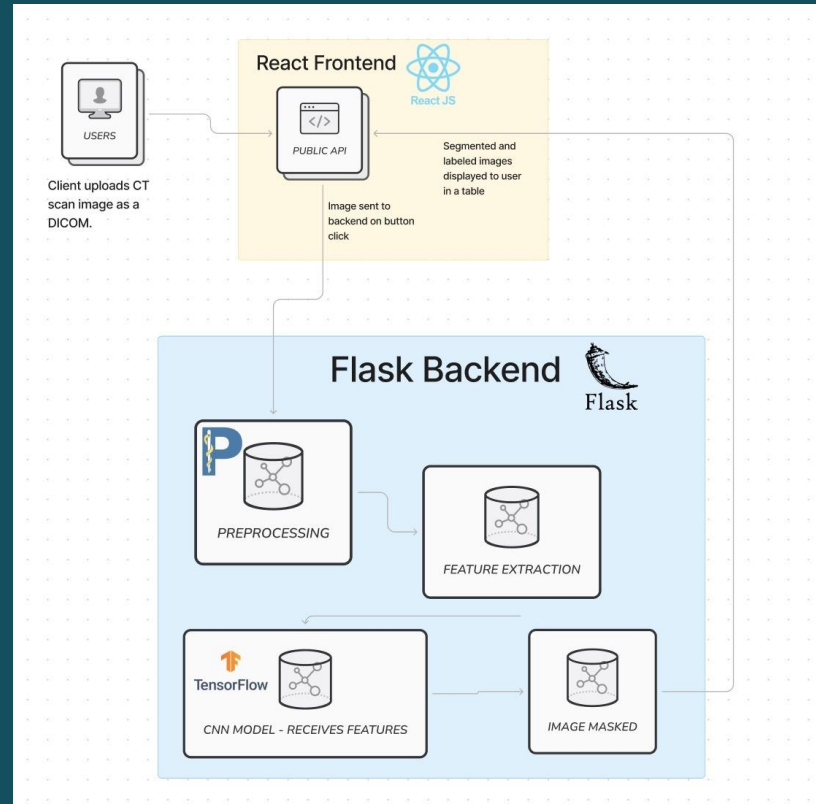 React Frontend
React JS
USERS
</>
PUBLIC API
Client uploads CT
scan image as a
DICOM.
Segmented and
labeled images
displayed to user
in a table
Image sent to
backend on button
click
Flask Backend
Flask
P
PREPROCESSING
FEATURE EXTRACTION
TensorFlow
CNN MODEL - RECEIVES FEATURES
IMAGE MASKED